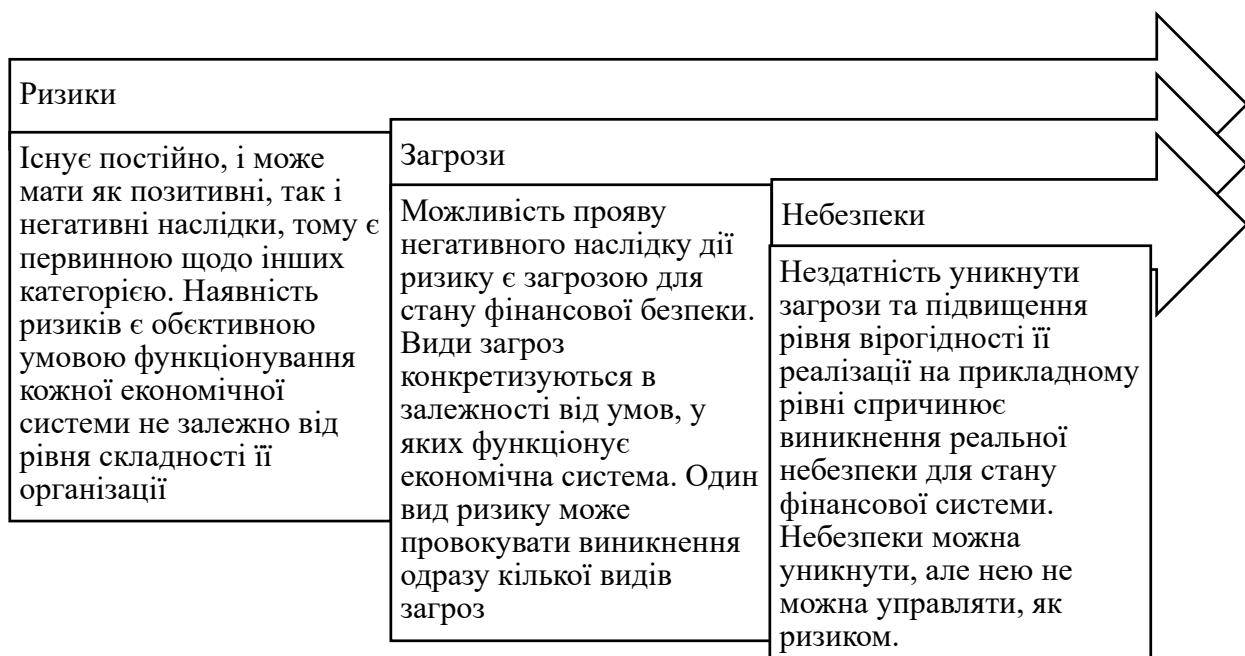 Ризики
Існує постійно, і може
мати як позитивні, так і
негативні наслідки, тому є
первинною щодо інших
категорією. Наявність
ризиків є обєктивною
умовою функціонування
кожної економічної
системи не залежно від
рівня складності її
організації
Загрози
Можливість прояву
негативного наслідку дії
ризику є загрозою для
стану фінансової безпеки.
Види загроз
конкретизуються в
залежності від умов, у
яких функціонує
економічна система. Один
вид ризику може
провокувати виникнення
одразу кілької видів
загроз
Небезпеки
Нездатність уникнути
загрози та підвищення
рівня вірогідності її
реалізації на прикладному
рівні спричинює
виникнення реальної
небезпеки для стану
фінансової системи.
Небезпеки можна
уникнути, але нею не
можна управляти, як
ризиком.